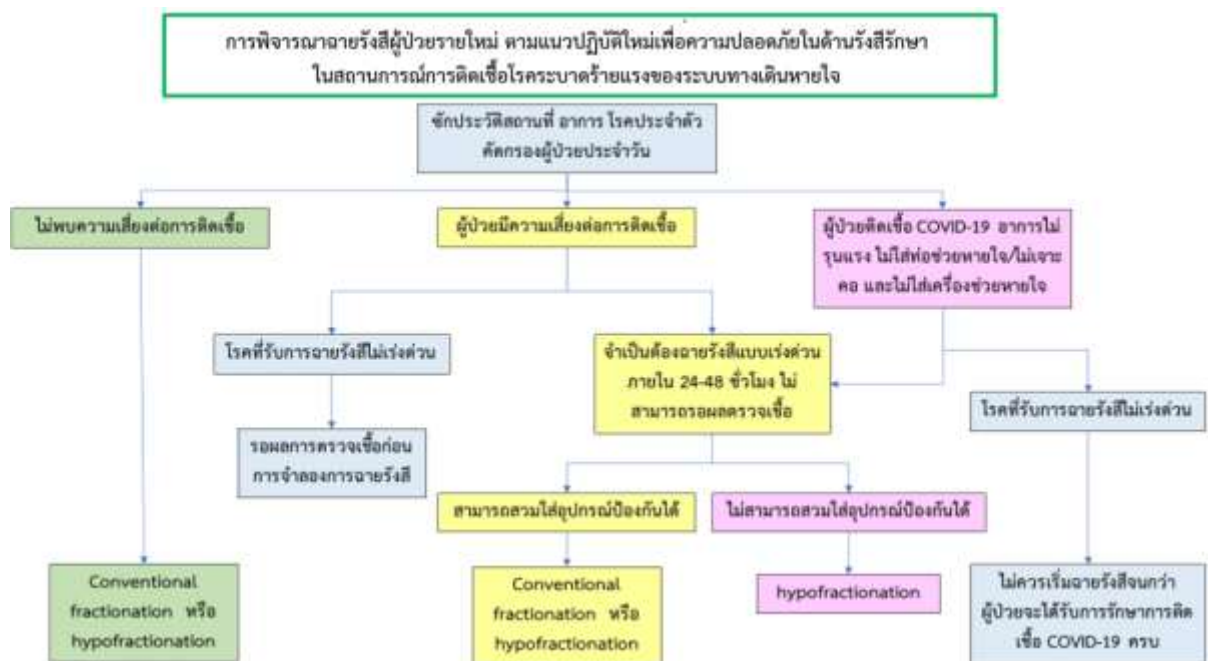 การพิจารณาฉายรังสีผู้ป่วยรายใหม่ ตามแนวปฏิบัติใหม่เพื่อความปลอดภัยในด้านรังสีรักษา
ในสถานการณ์การติดเชื้อโรคระบาดร้ายแรงของระบบทางเดินหายใจ
ซักประวัติสถานที่ อาการ โรคประจำตัว
คัดกรองผู้ป่วยประจำวัน
ไม่พบความเสี่ยงต่อการติดเชื้อ
ผู้ป่วยมีความเสี่ยงต่อการติดเชื้อ
ผู้ป่วยติดเชื้อ COVID-19 อาการไม่
รุนแรง ไม่ใส่ท่อช่วยหายใจ/ไม่เจาะ
คอ และไม่ใส่เครื่องช่วยหายใจ
โรคที่รับการฉายรังสีไม่เร่งด่วน
จำเป็นต้องฉายรังสีแบบเร่งด่วน
ภายใน 24-48 ชั่วโมง ไม่
สามารถรอผลตรวจเชื้อ
โรคที่รับการฉายรังสีไม่เร่งด่วน
รอผลการตรวจเชื้อก่อน
การจำลองการฉายรังสี
สามารถสวมใส่อุปกรณ์ป้องกันได้
ไม่สามารถสวมใส่อุปกรณ์ป้องกันได้
Conventional
fractionation หรือ
hypofractionation
Conventional
fractionation หรือ
hypofractionation
hypofractionation
ไม่ควรเริ่มฉายรังสีจนกว่า
ผู้ป่วยจะได้รับการรักษาการติด
เชื้อ COVID-19 ครบ